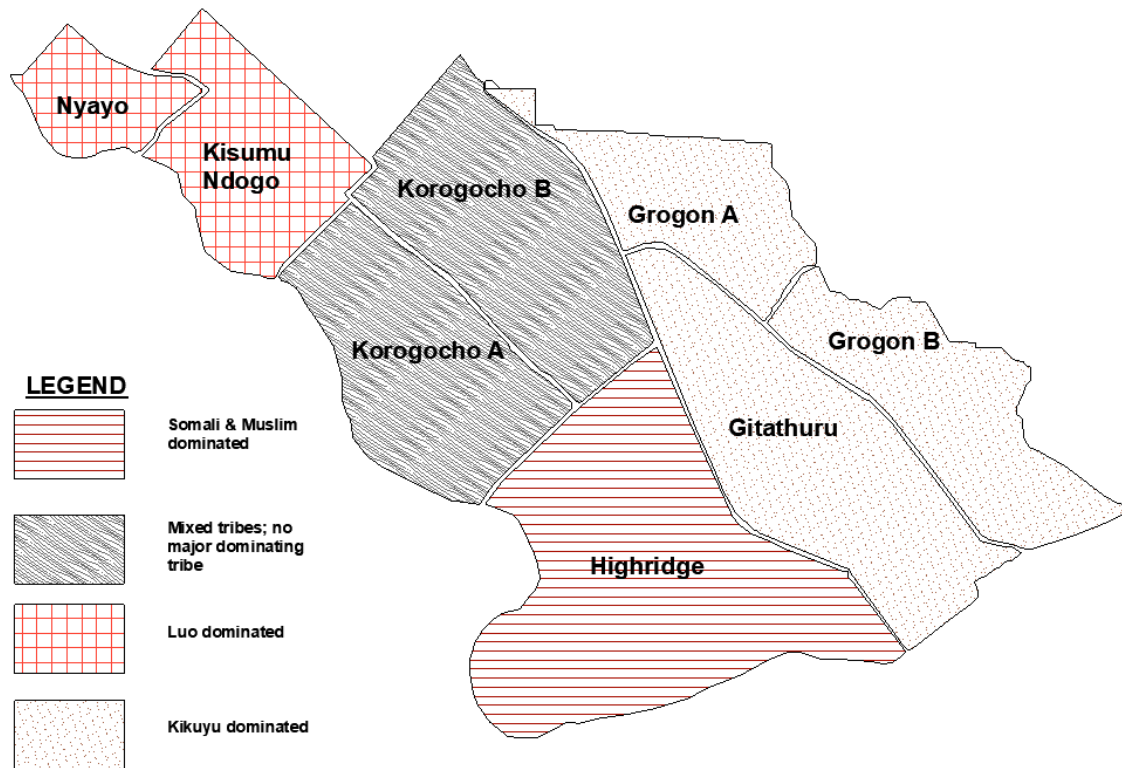 Nyayo
Kisumu
Ndogo
Korogocho B
Grogon A
Korogocho A
Grogon B
Gitathuru
Highridge
LEGEND
Somali & Muslim
dominated
Mixed tribes; no
major dominating
tribe
Luo dominated
Kikuyu dominated